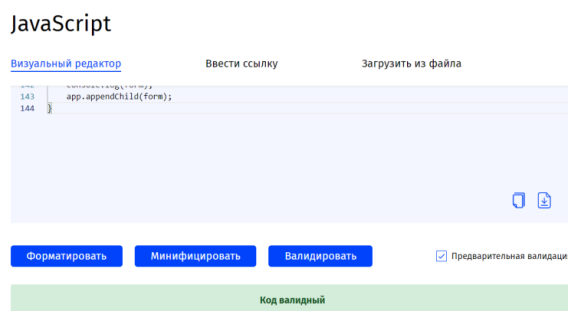 JavaScript
Визуальный редактор Ввести ссылку Загрузить из файла
143 app.appendChild(form);
144 }
Форматировать Минифицировать Валидировать Предварительная валидация
Код валидный